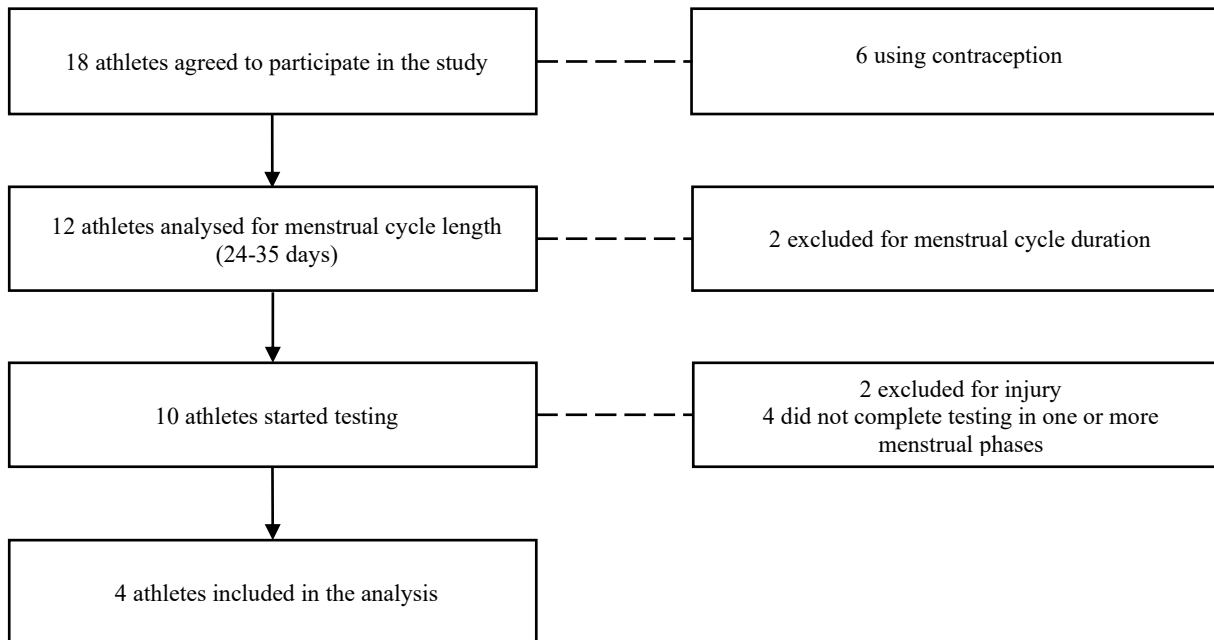 18 athletes agreed to participate in the study
6 using contraception
12 athletes analysed for menstrual cycle length
(24-35 days)
2 excluded for menstrual cycle duration
10 athletes started testing
2 excluded for injury
4 did not complete testing in one or more
menstrual phases
4 athletes included in the analysis